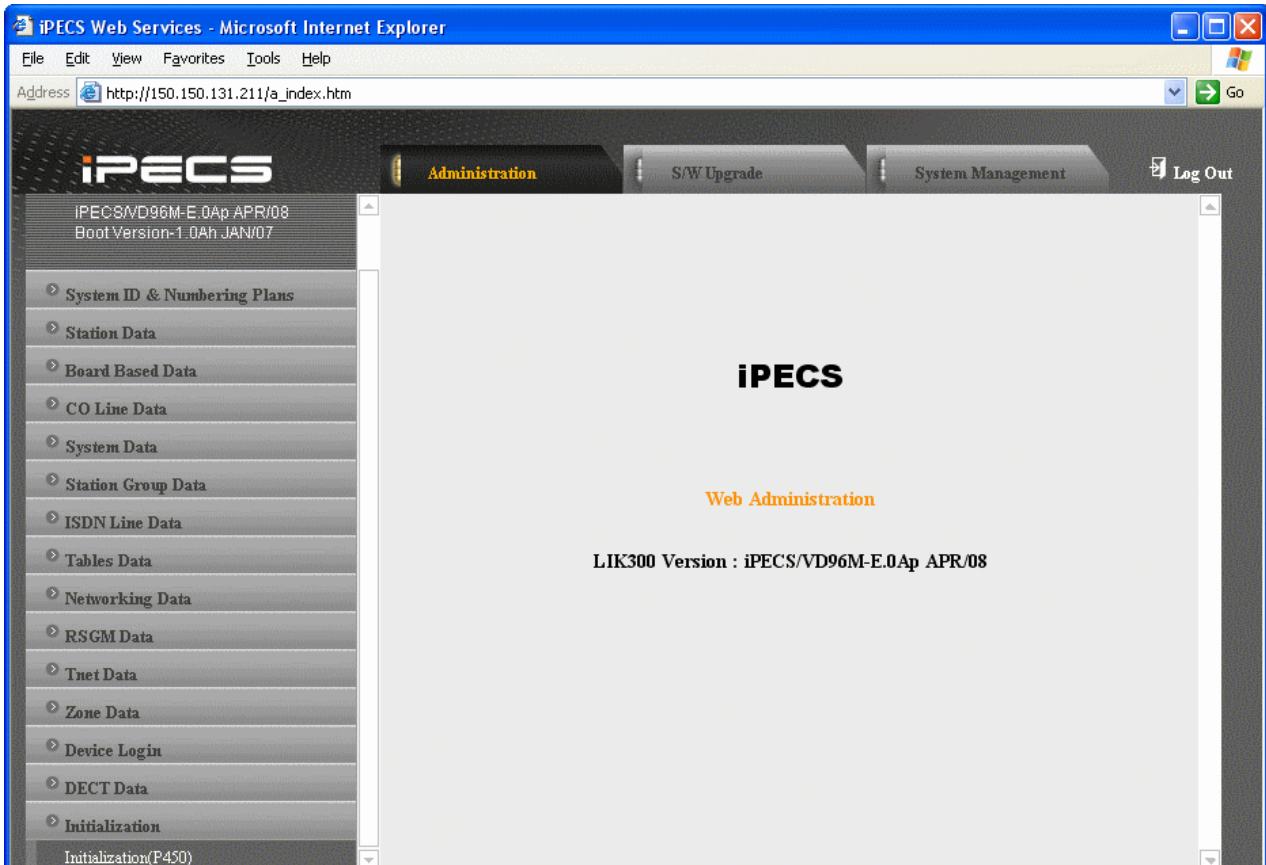 iPECS Web Services - Microsoft Internet Explorer
File Edit View Favorites Tools Help
Address http://150.150.131.211/a_index.htm Go
iPECS
Administration S/W Upgrade System Management Log Out
iPECS/VD96M-E.0Ap APR/08
Boot Version-1.0Ah JAN/07
System ID & Numbering Plans
Station Data
Board Based Data
CO Line Data
System Data
Station Group Data
ISDN Line Data
Tables Data
Networking Data
RSGM Data
Tnet Data
Zone Data
Device Login
DECT Data
Initialization
Initialization(P450)
iPECS
Web Administration
LIK300 Version : iPECS/VD96M-E.0Ap APR/08